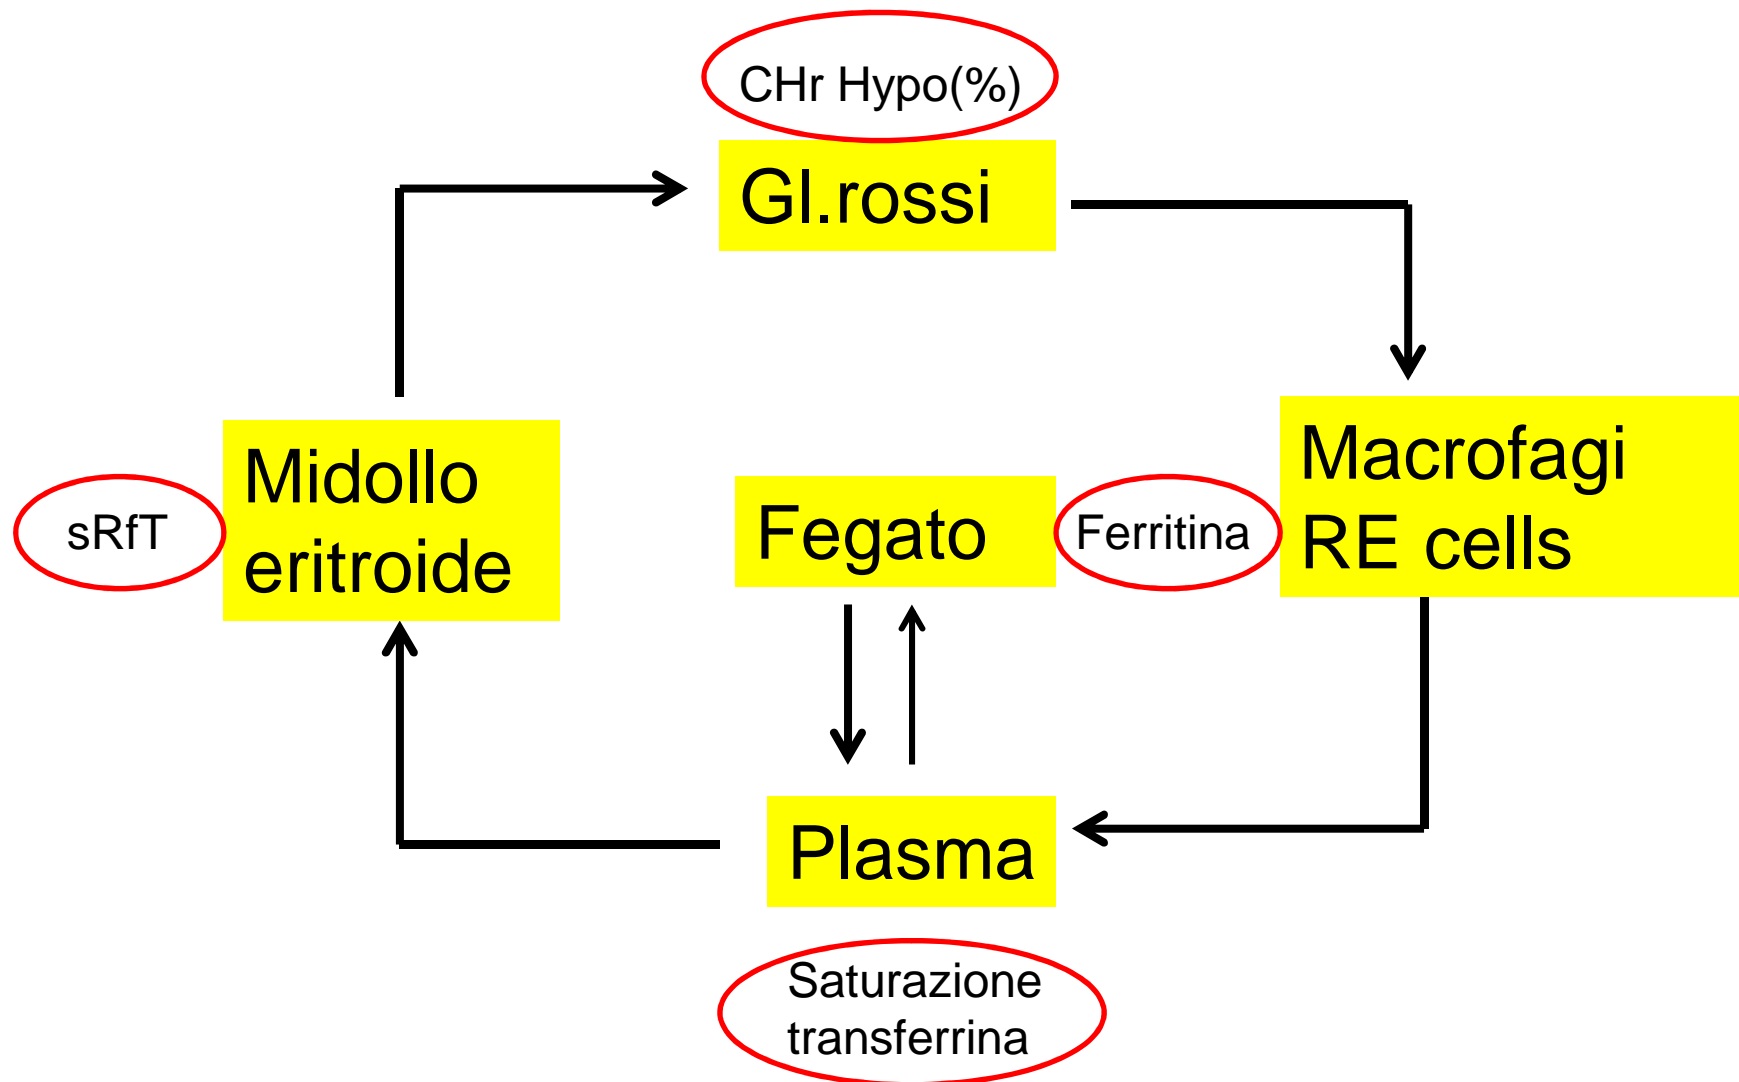 CHr Hypo(%)
Gl.rossi
Midollo
eritroide
sRfT
Fegato
Ferritina
Macrofagi
RE cells
Plasma
Saturazione
transferrina